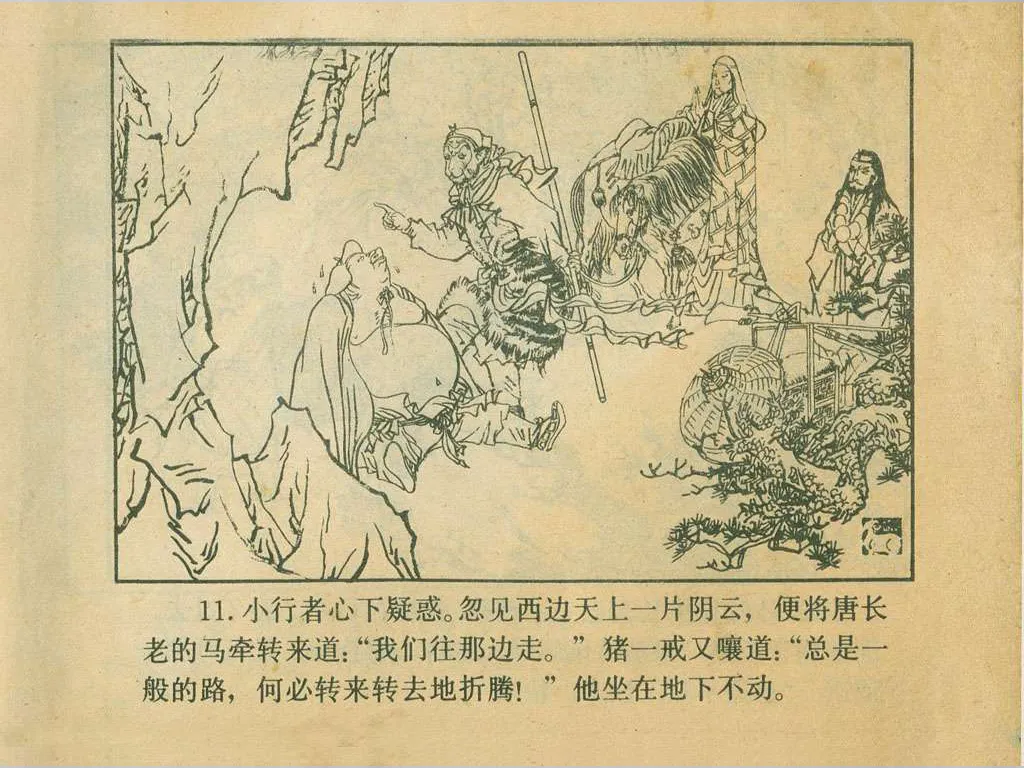 11. 小行者心下疑惑。忽见西边天上一片阴云，便将唐长
老的马牵转来道：“我们往那边走。”猪一戒又嚷道：“总是一
般的路，何必转来转去地折腾！”他坐在地下不动。